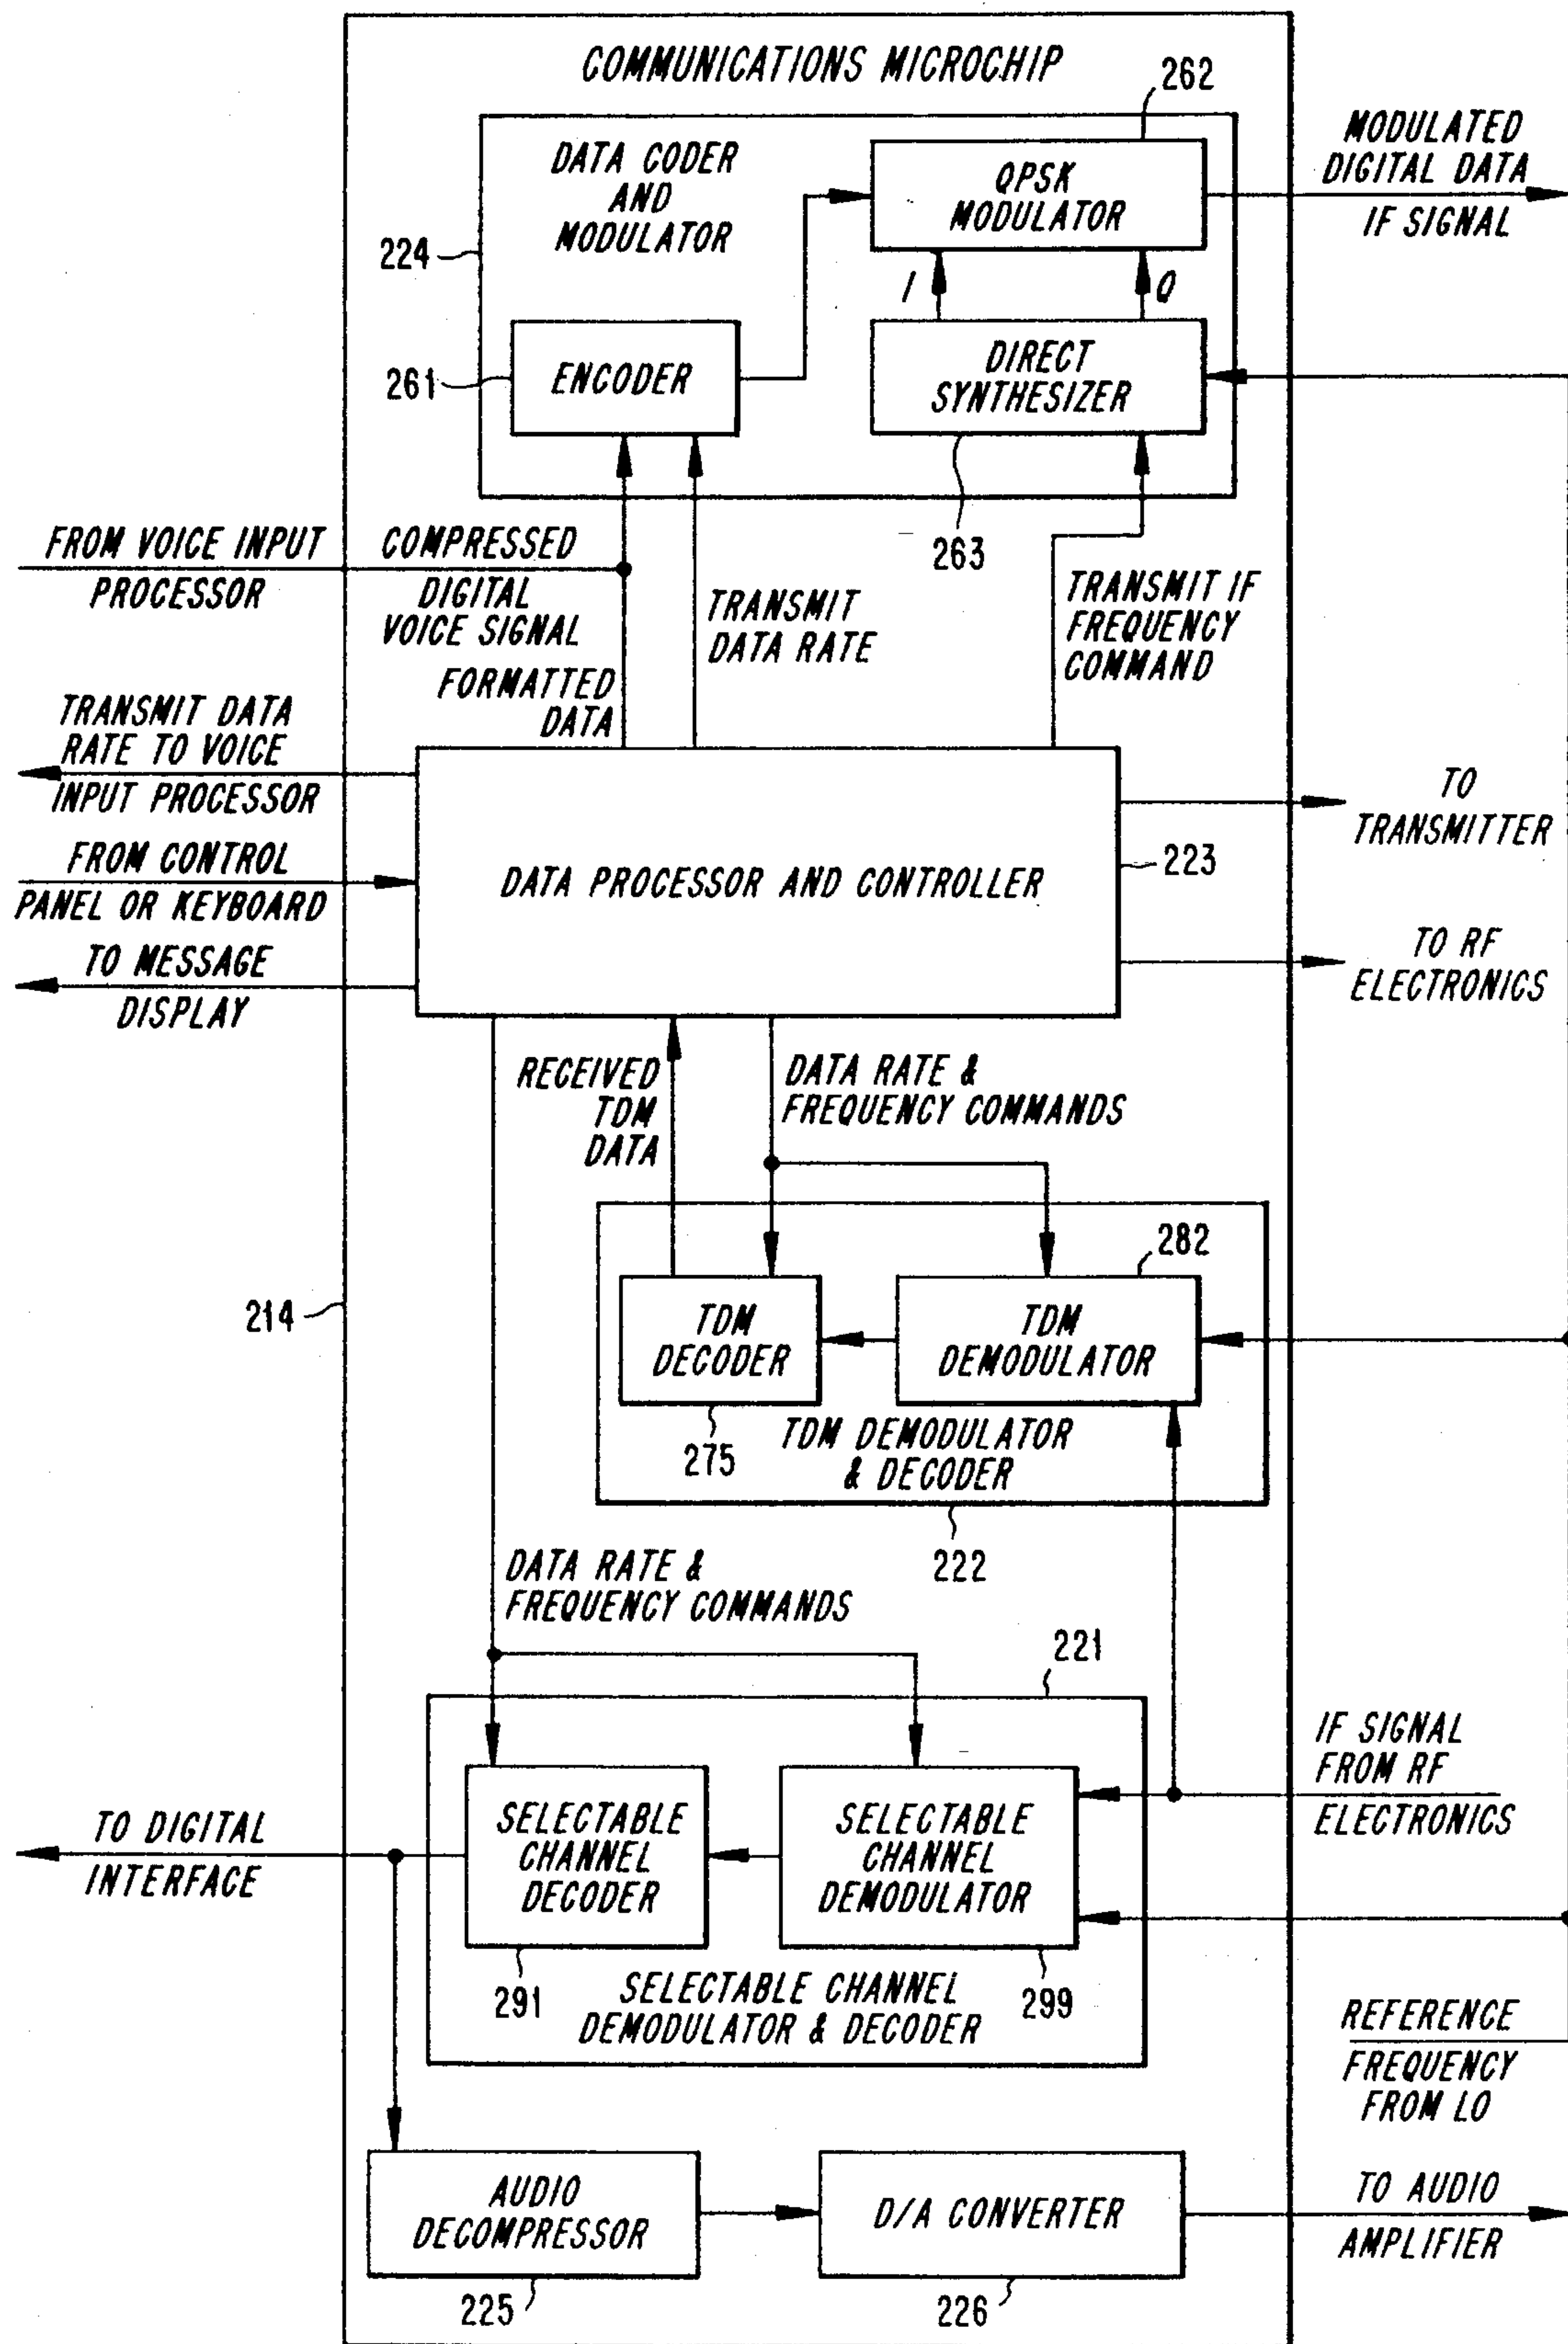 COMMUNICATIONS MICROCHIP
262
DATA CODER
AND
MODULATOR
QPSK
MODULATOR
MODULATED
DIGITAL DATA
IF SIGNAL
224
I
Q
261
ENCODER
DIRECT
SYNTHESIZER
263
FROM VOICE INPUT
PROCESSOR
COMPRESSED
DIGITAL
VOICE SIGNAL
FORMATTED
DATA
TRANSMIT
DATA RATE
TRANSMIT IF
FREQUENCY
COMMAND
TRANSMIT DATA
RATE TO VOICE
INPUT PROCESSOR
FROM CONTROL
PANEL OR KEYBOARD
TO MESSAGE
DISPLAY
DATA PROCESSOR AND CONTROLLER
223
TO
TRANSMITTER
TO RF
ELECTRONICS
RECEIVED
TDM
DATA
DATA RATE &
FREQUENCY COMMANDS
282
214
TDM
DECODER
TDM
DEMODULATOR
275
TDM DEMODULATOR
& DECODER
222
DATA RATE &
FREQUENCY COMMANDS
221
IF SIGNAL
FROM RF
ELECTRONICS
TO DIGITAL
INTERFACE
SELECTABLE
CHANNEL
DECODER
SELECTABLE
CHANNEL
DEMODULATOR
291
299
SELECTABLE CHANNEL
DEMODULATOR & DECODER
REFERENCE
FREQUENCY
FROM LO
AUDIO
DECOMPRESSOR
D/A CONVERTER
TO AUDIO
AMPLIFIER
225
226